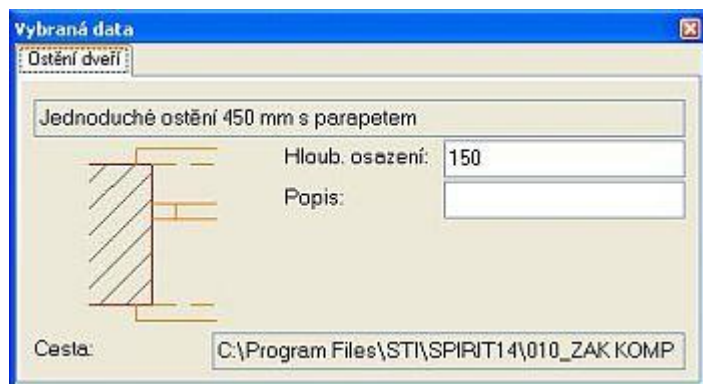 Vybraná data
Ostění dveří
Jednoduché ostění 450 mm s parapetem
Hloub. osazení: 150
Popis:
Cesta: C:\Program Files\STI\SPIRIT14\010_ZAK KOMP